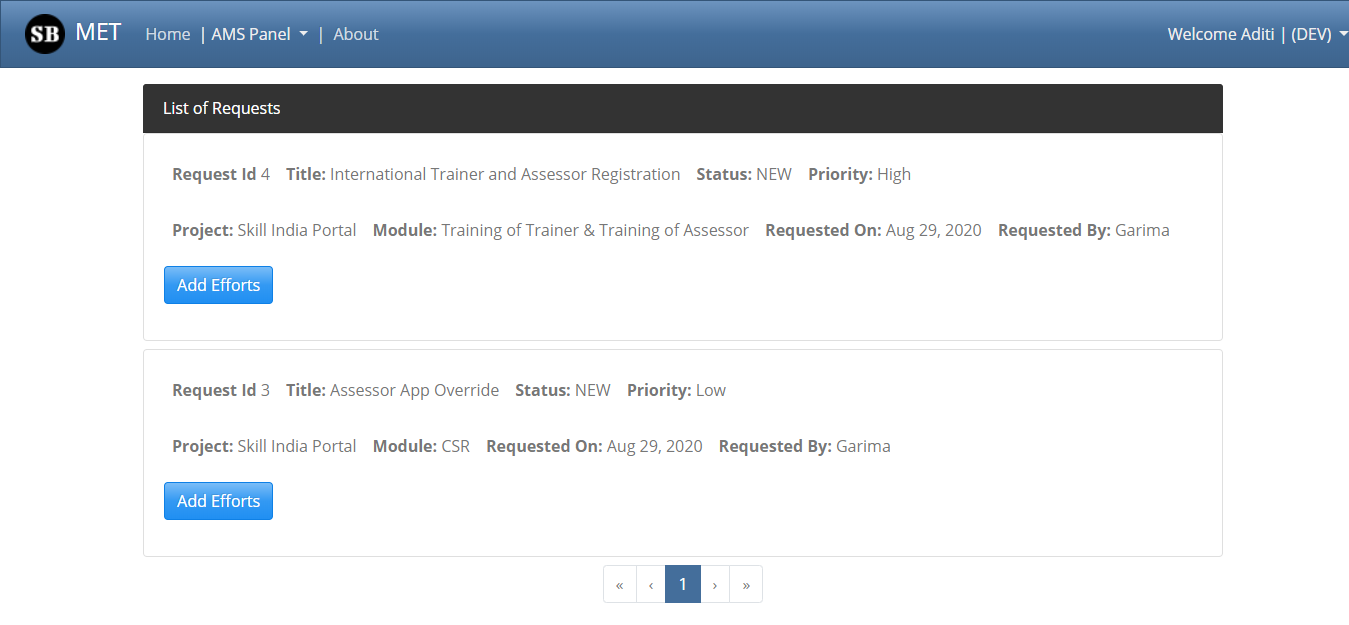 SB MET Home | AMS Panel | About Welcome Aditi | (DEV)
List of Requests
Request Id 4 Title: International Trainer and Assessor Registration Status: NEW Priority: High
Project: Skill India Portal Module: Training of Trainer & Training of Assessor Requested On: Aug 29, 2020 Requested By: Garima
Add Efforts
Request Id 3 Title: Assessor App Override Status: NEW Priority: Low
Project: Skill India Portal Module: CSR Requested On: Aug 29, 2020 Requested By: Garima
Add Efforts
« ‹ 1 › »